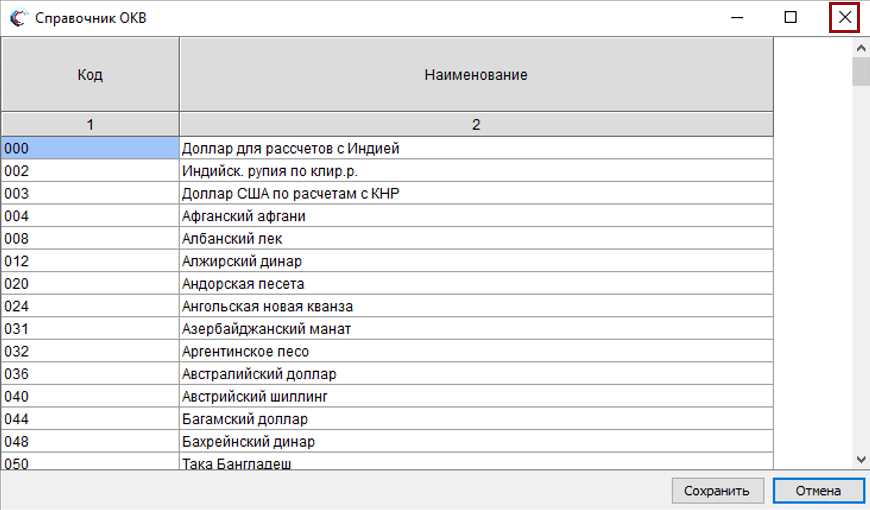 Справочник ОКВ
Код Наименование
1 2
000 Доллар для рассчетов с Индией
002 Индийск. рупия по клир.р.
003 Доллар США по расчетам с КНР
004 Афганский афгани
008 Албанский лек
012 Алжирский динар
020 Андорская песета
024 Ангольская новая кванза
031 Азербайджанский манат
032 Аргентинское песо
036 Австралийский доллар
040 Австрийский шиллинг
044 Багамский доллар
048 Бахрейнский динар
050 Така Бангладеш
Сохранить Отмена